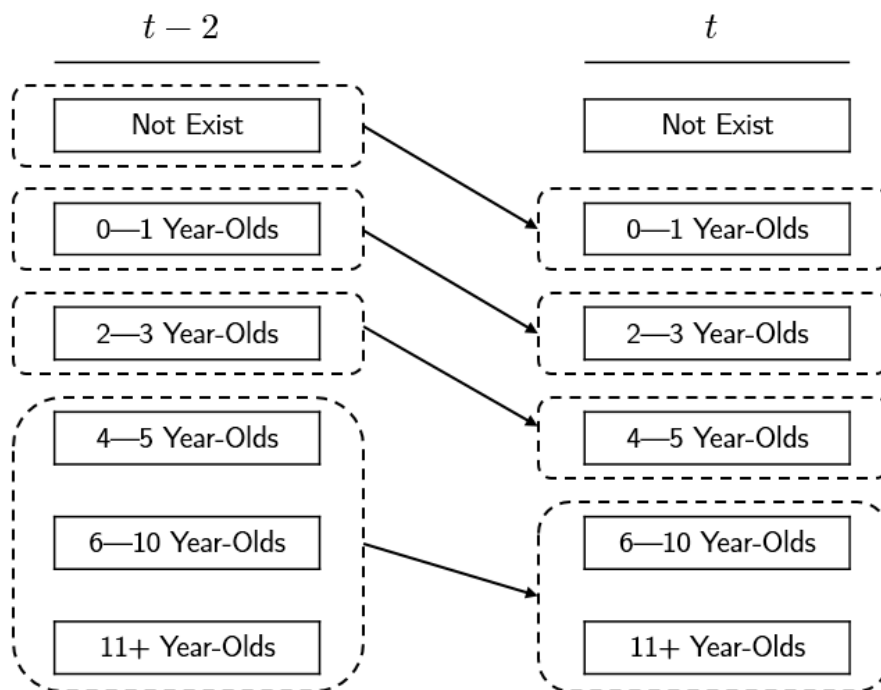 t − 2
t
Not Exist
Not Exist
0—1 Year-Olds
0—1 Year-Olds
2—3 Year-Olds
2—3 Year-Olds
4—5 Year-Olds
4—5 Year-Olds
6—10 Year-Olds
6—10 Year-Olds
11+ Year-Olds
11+ Year-Olds